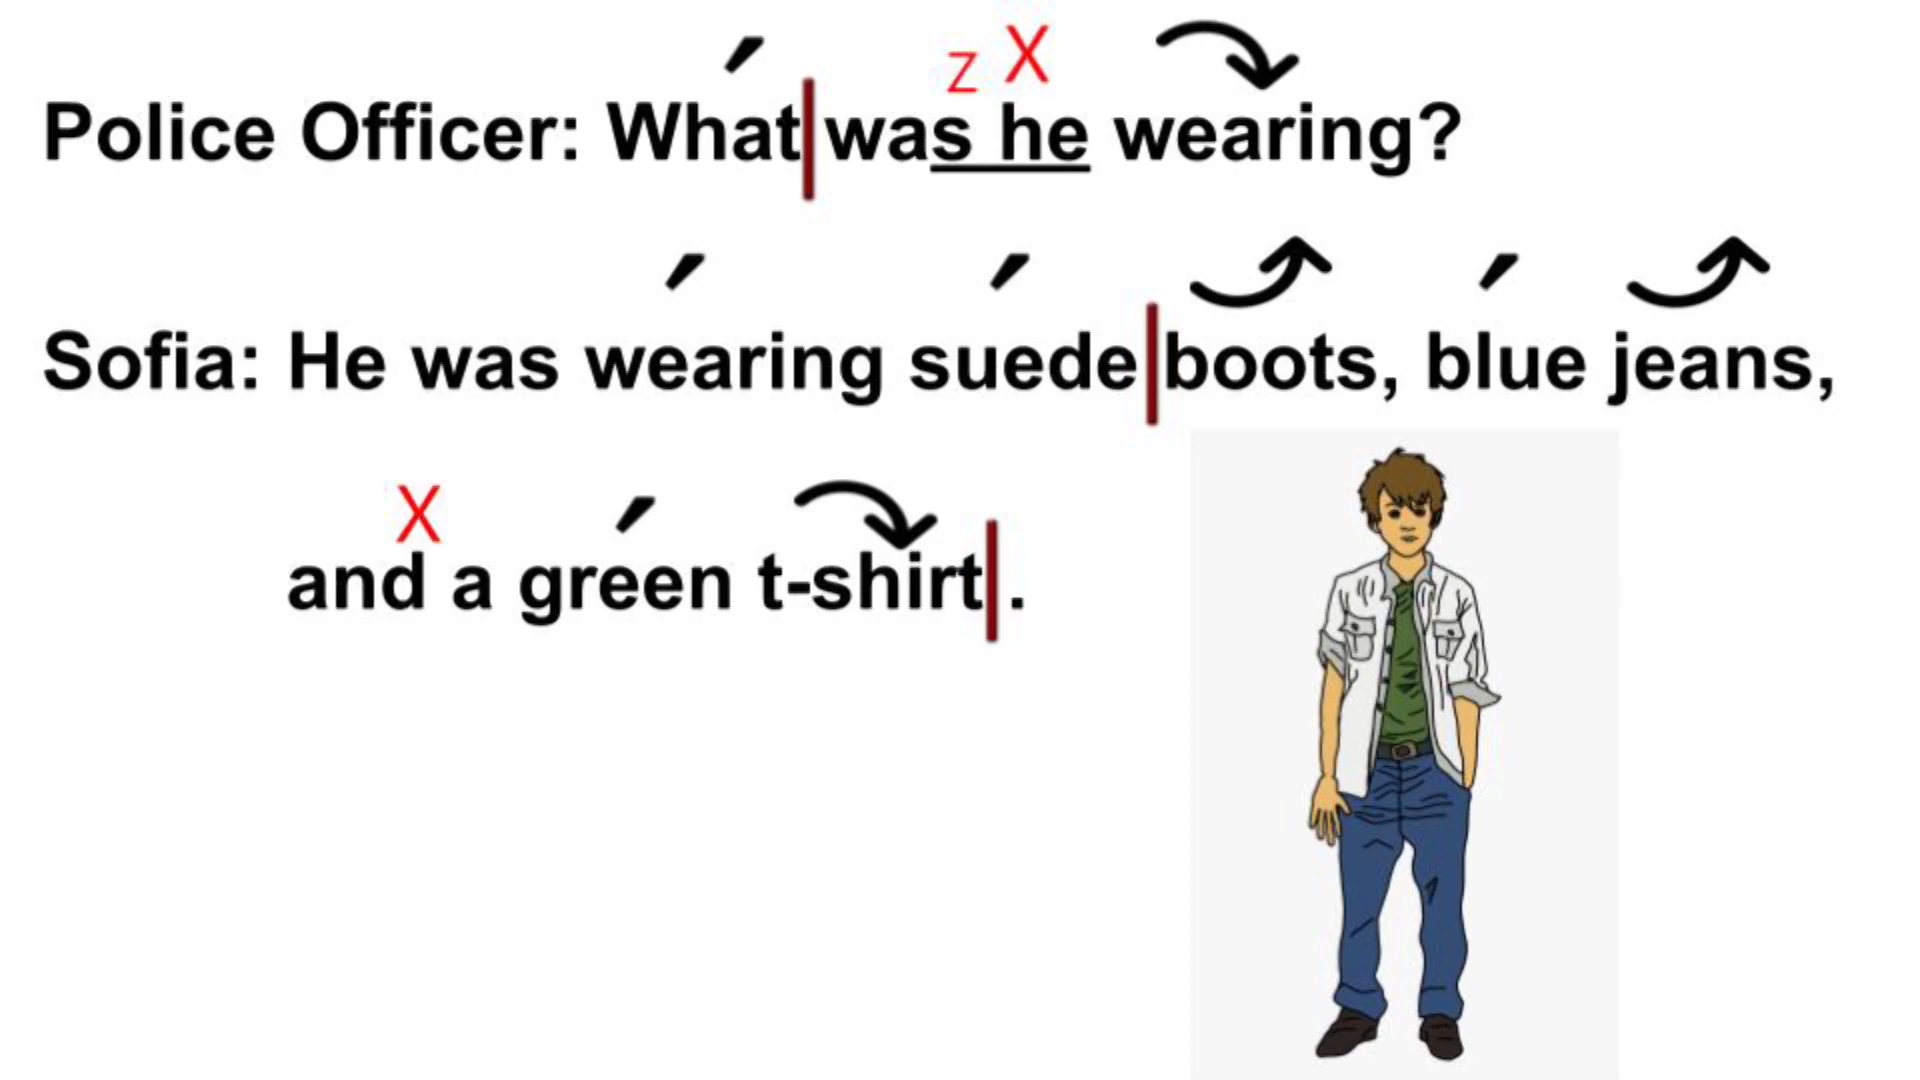 z X
Police Officer: What was he wearing?
Sofia: He was wearing suede boots, blue jeans,
X
and a green t-shirt .